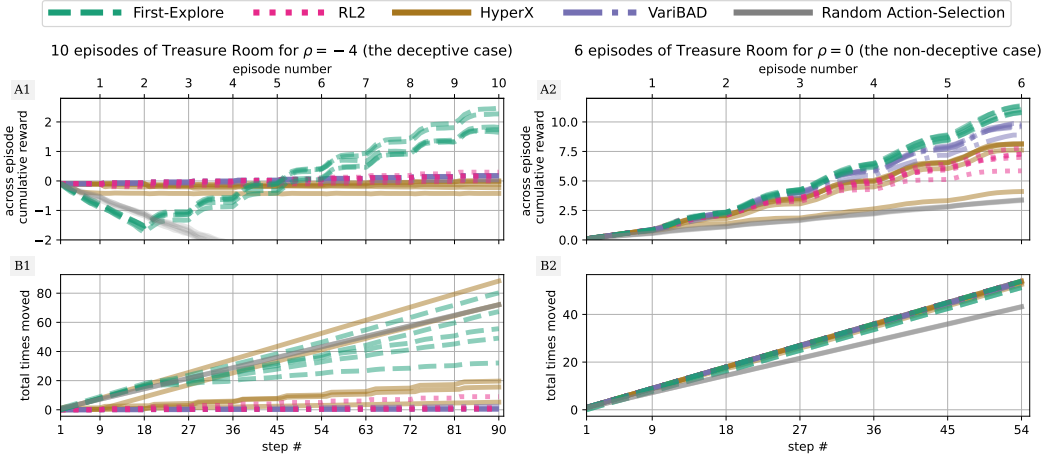 First-Explore RL2 HyperX VariBAD Random Action-Selection
10 episodes of Treasure Room for ρ = − 4 (the deceptive case)
episode number
1 2 3 4 5 6 7 8 9 10
A1
2
1
0
−1
−2
across episode
cumulative reward
6 episodes of Treasure Room for ρ = 0 (the non-deceptive case)
episode number
1 2 3 4 5 6
A2
10.0
7.5
5.0
2.5
0.0
across episode
cumulative reward
B1
80
60
40
20
0
total times moved
1 9 18 27 36 45 54 63 72 81 90
step #
B2
40
20
0
total times moved
1 9 18 27 36 45 54
step #